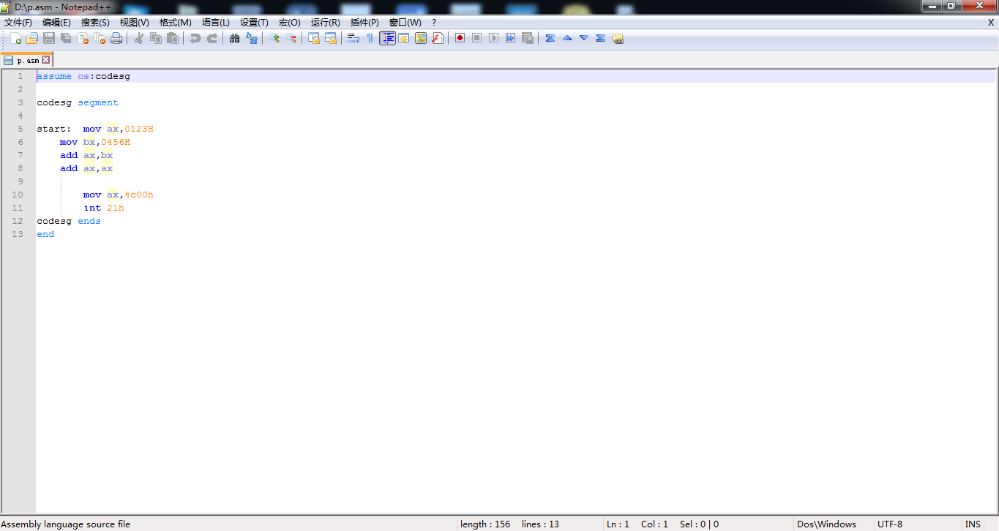 D:\p.asm - Notepad++
文件(F) 编辑(E) 搜索(S) 视图(V) 格式(M) 语言(L) 设置(T) 宏(O) 运行(R) 插件(P) 窗口(W) ? X
p.asm
1 assume cs:codesg
2
3 codesg segment
4
5 start:  mov ax,0123H
6     mov bx,0456H
7     add ax,bx
8     add ax,ax
9
10         mov ax,4c00h
11         int 21h
12 codesg ends
13 end
Assembly language source file length : 156 lines : 13 Ln : 1 Col : 1 Sel : 0 | 0 Dos\Windows UTF-8 INS